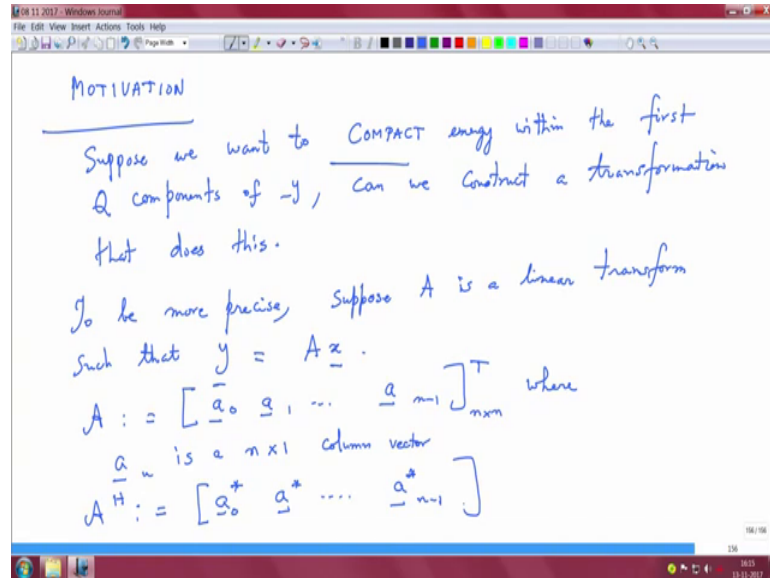 08 11 2017 - Windows Journal
File Edit View Insert Actions Tools Help
Page Width
MOTIVATION
Suppose we want to COMPACT energy within the first
Q components of y, can we construct a transformation
that does this.
To be more precise, suppose A is a linear transform
such that y = A x.
A := [ a₀ a₁ ... a n-1 ]ᵀ n×n where
a n is a n×1 column vector
Aᴴ := [ a₀* a* .... a* n-1 ]
156/156
156
16:15
13-11-2017